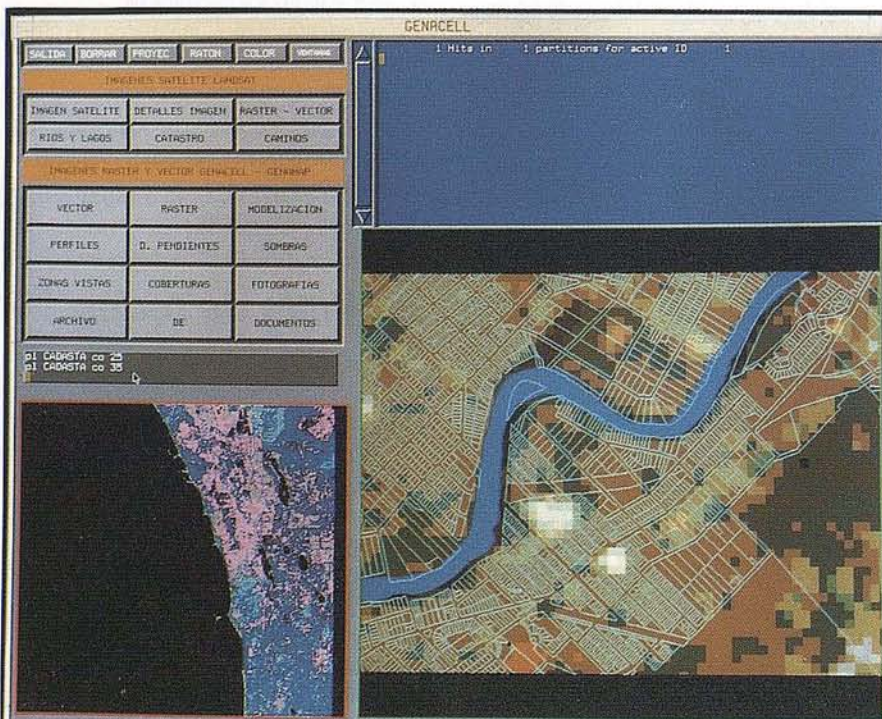 GENACELL
SALIDA BORRAR PROYEC RATON COLOR VENTANAS
IMAGENES SATELITE LANDSAT
IMAGEN SATELITE DETALLES IMAGEN RASTER - VECTOR
RIOS Y LAGOS CATASTRO CAMINOS
IMAGENES RASTER Y VECTOR GENACELL - GENAMAP
VECTOR RASTER MODELIZACION
PERFILES D. PENDIENTES SOMBRAS
ZONAS VISTAS COBERTURAS FOTOGRAFIAS
ARCHIVO DE DOCUMENTOS
pl CADASTA co 25
pl CADASTA co 35
1 Hits in 1 partitions for active ID 1